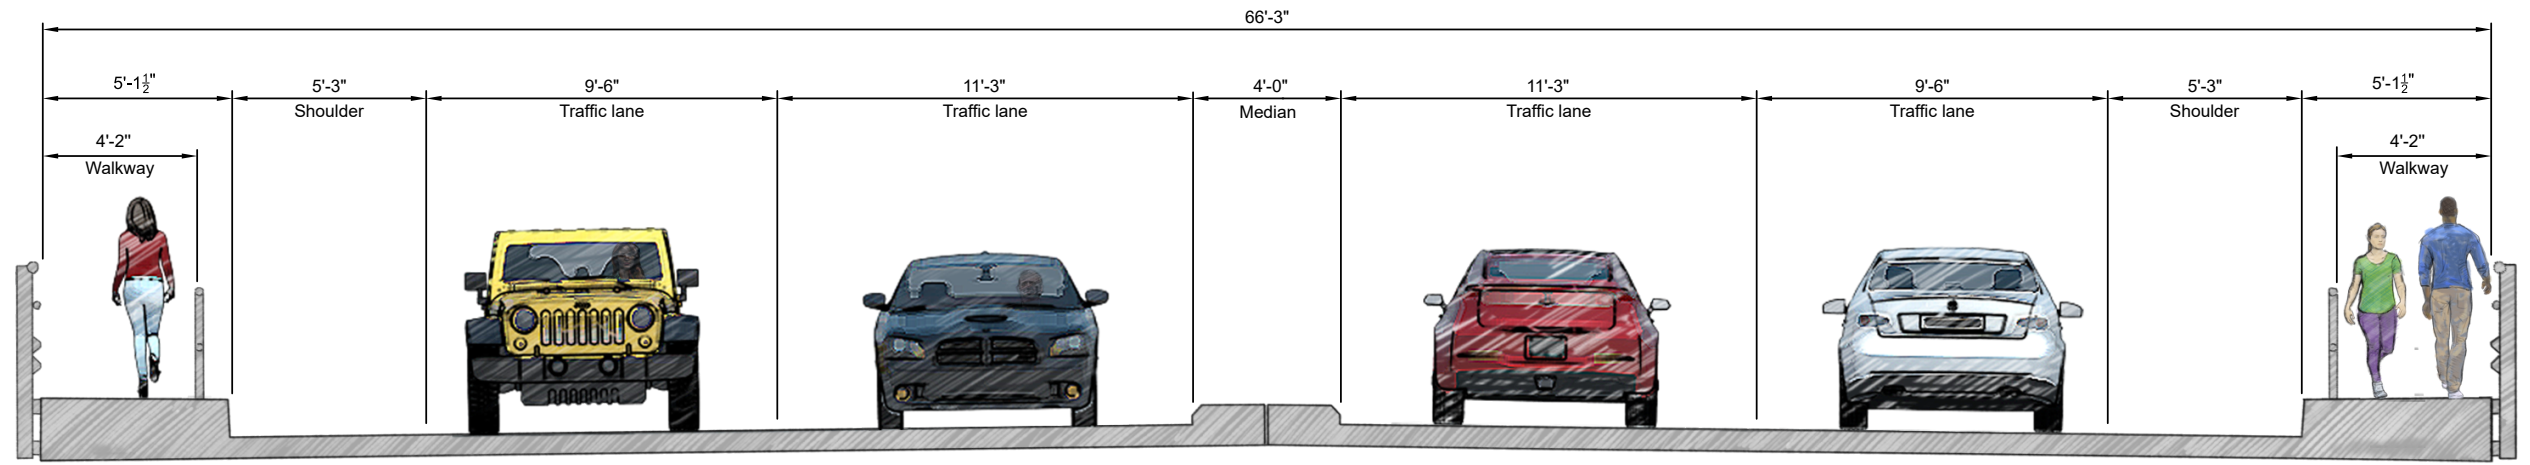 66'-3"
5'-1½" 5'-3" 9'-6" 11'-3" 4'-0" 11'-3" 9'-6" 5'-3" 5'-1½"
Shoulder Traffic lane Traffic lane Median Traffic lane Traffic lane Shoulder
4'-2" 4'-2"
Walkway Walkway